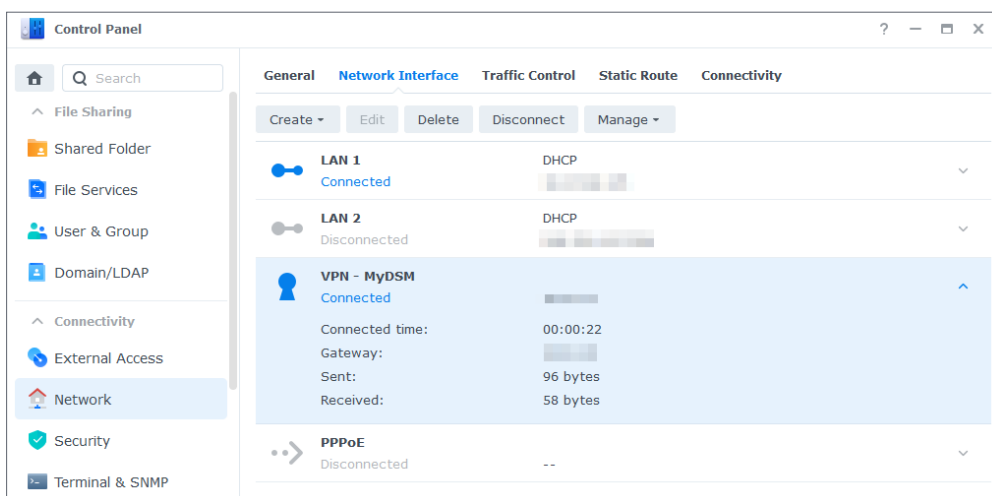 Control Panel
?
Search
General Network Interface Traffic Control Static Route Connectivity
File Sharing
Create Edit Delete Disconnect Manage
Shared Folder
LAN 1 DHCP
Connected
File Services
LAN 2 DHCP
User & Group
Disconnected
Domain/LDAP
VPN - MyDSM
Connected
Connectivity
Connected time: 00:00:22
External Access
Gateway:
Sent: 96 bytes
Network
Received: 58 bytes
Security
PPPoE
Disconnected --
Terminal & SNMP